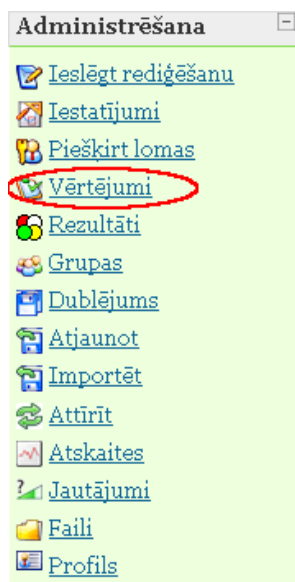 Administrēšana
Ieslēgt rediģēšanu
Iestatījumi
Piešķirt lomas
Vērtējumi
Rezultāti
Grupas
Dublējums
Atjaunot
Importēt
Attīrīt
Atskaites
Jautājumi
Faili
Profils